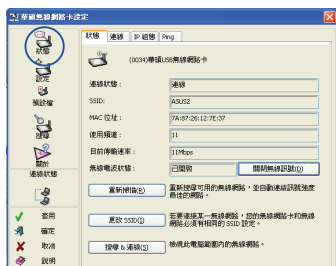 華碩無線網路卡設定
狀態
設定
預設檔
搜尋
關於
連線狀態
套用
確定
取消
說明
狀態 連線 IP 組態 Ping
(0034)華碩USB無線網路卡
連線狀態: 連線
SSID: ASUS2
MAC 位址: 7A:87:26:12:7E:37
使用頻道: 11
目前傳輸速率: 11Mbps
無線電波狀態: 已開啟 關閉無線訊號(D)
重新掃描(R) 重新搜尋可用的無線網路,並自動連結訊號強度
最佳的網路。
更改 SSID(I) 若要連接某一無線網路,您的無線網路卡和無線
網路必須有相同的 SSID 設定。
搜尋 & 連線(S) 檢視此電腦範圍內的無線網路。